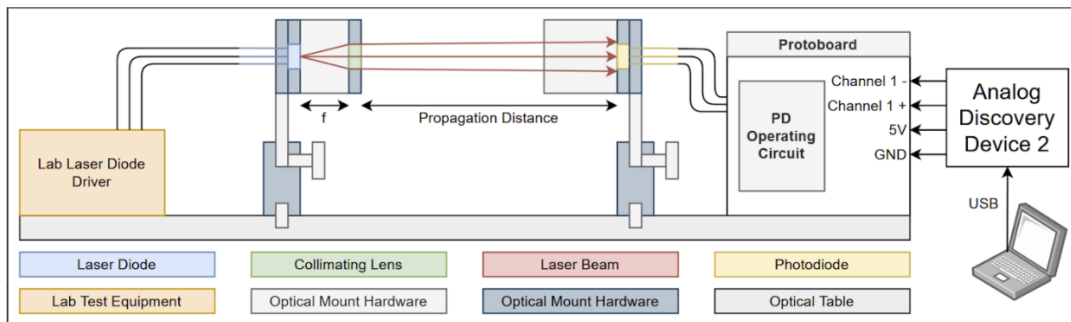 Lab Laser Diode
Driver
f
Propagation Distance
Protoboard
PD
Operating
Circuit
Channel 1 -
Channel 1 +
5V
GND
Analog
Discovery
Device 2
USB
Laser Diode
Collimating Lens
Laser Beam
Photodiode
Lab Test Equipment
Optical Mount Hardware
Optical Mount Hardware
Optical Table